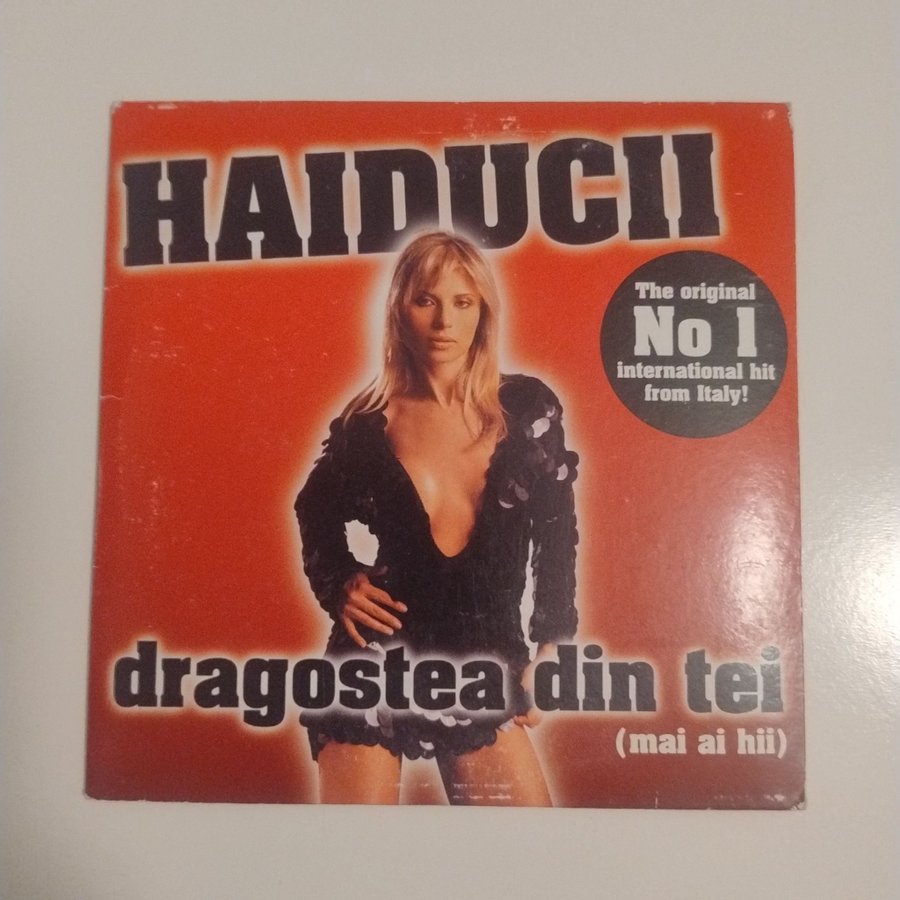 HAIDUCII
The original
No 1
international hit
from Italy!
dragostea din tei
(mai ai hii)